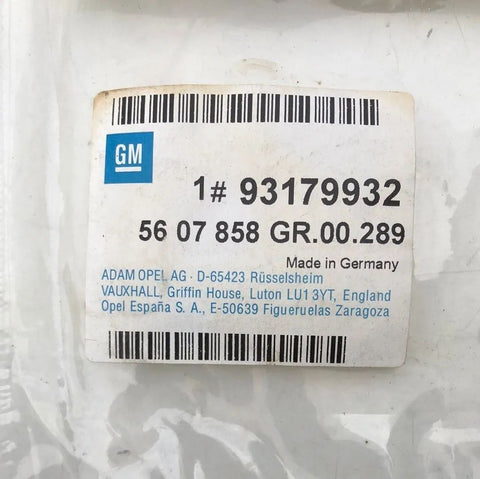 GM
1# 93179932
56 07 858 GR.00.289
Made in Germany
ADAM OPEL AG · D-65423 Rüsselsheim
VAUXHALL, Griffin House, Luton LU1 3YT, England
Opel España S. A., E-50639 Figueruelas Zaragoza